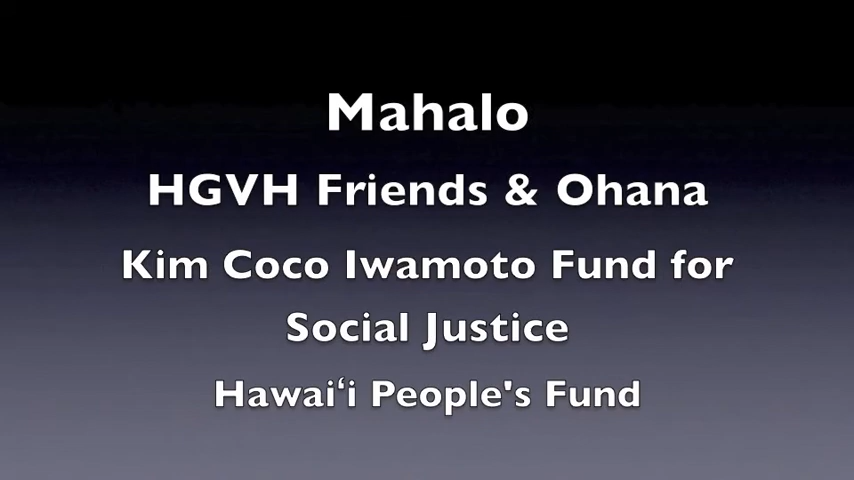 Mahalo
HGVH Friends & Ohana
Kim Coco Iwamoto Fund for
Social Justice
Hawaiʻi People's Fund